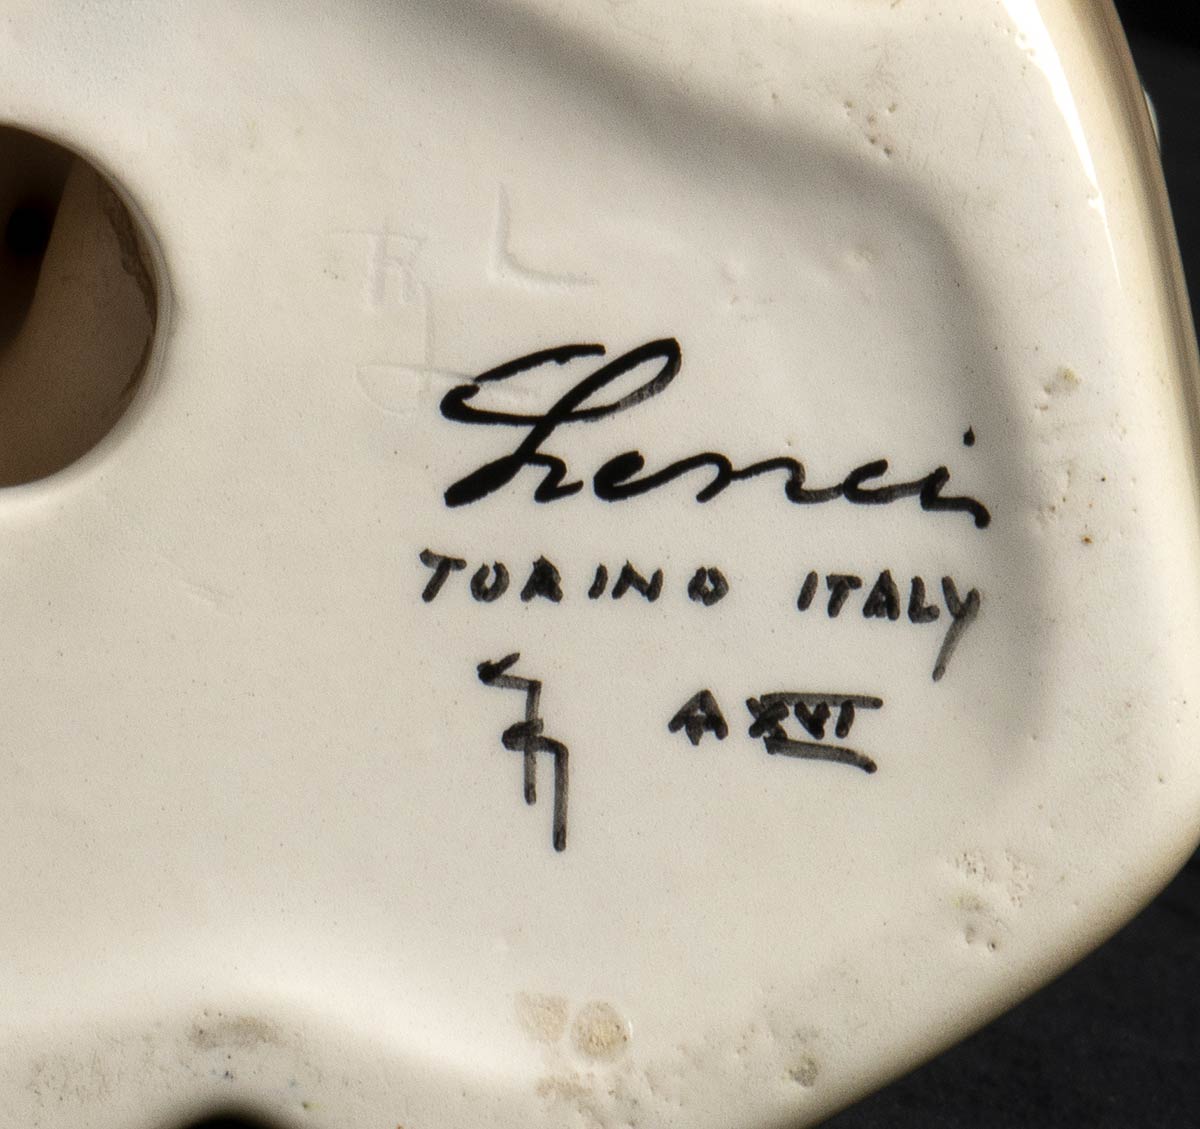 L
Lenci
TORINO ITALY
A XVI